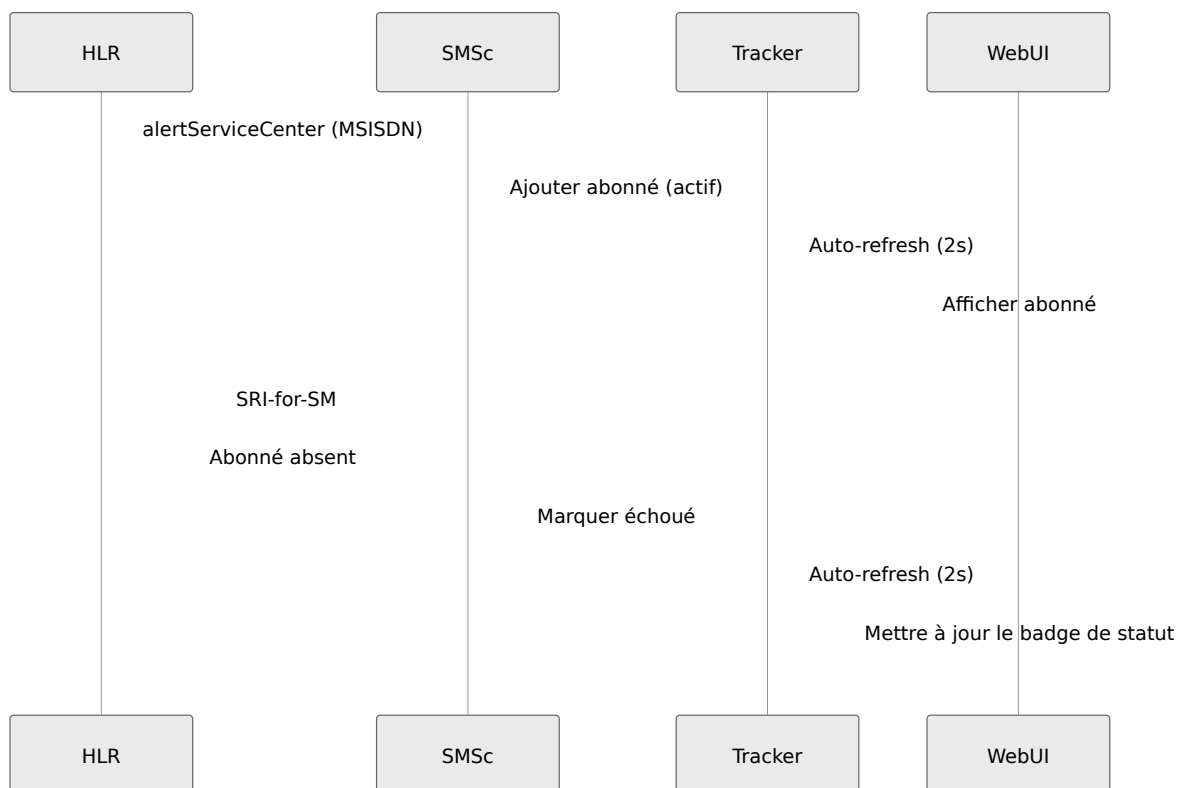 HLR
SMSc
Tracker
WebUI
alertServiceCenter (MSISDN)
Ajouter abonné (actif)
Auto-refresh (2s)
Afficher abonné
SRI-for-SM
Abonné absent
Marquer échoué
Auto-refresh (2s)
Mettre à jour le badge de statut
HLR
SMSc
Tracker
WebUI